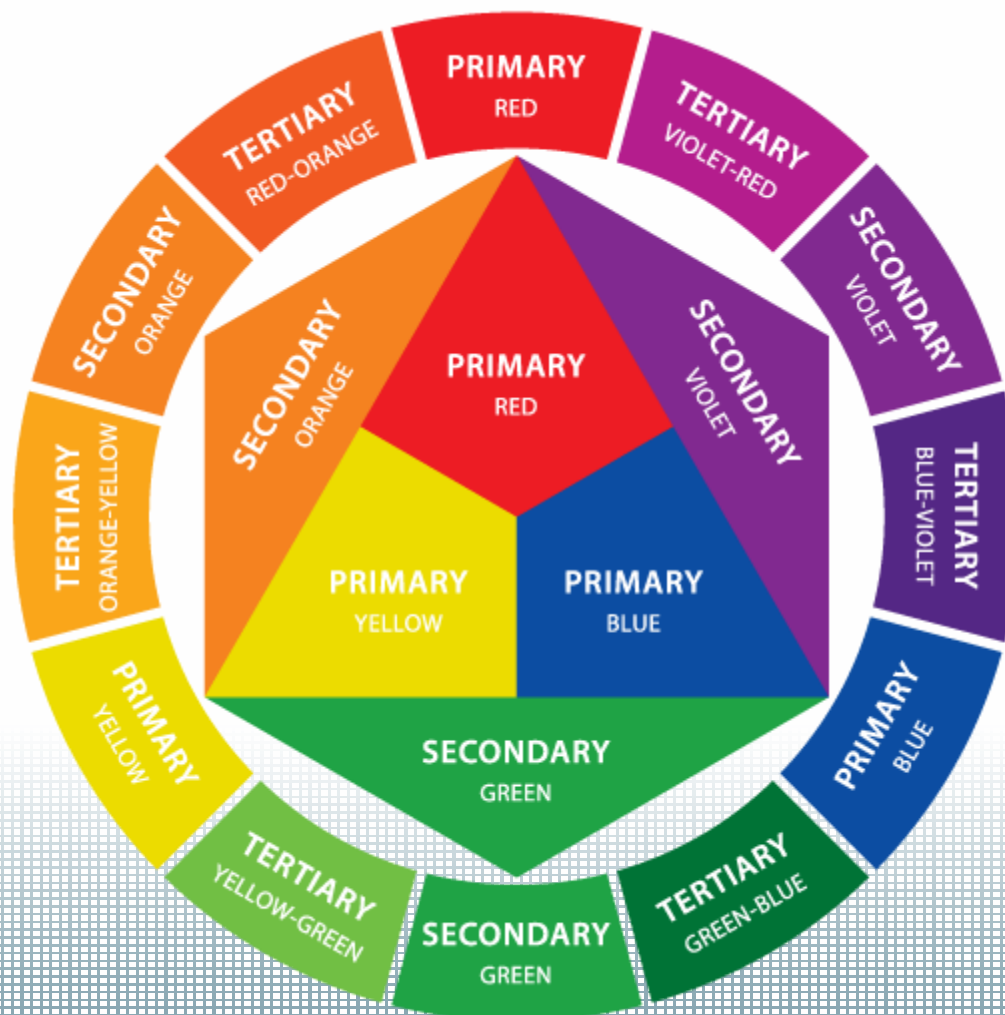 PRIMARY
RED
TERTIARY
VIOLET-RED
SECONDARY
VIOLET
TERTIARY
BLUE-VIOLET
PRIMARY
BLUE
TERTIARY
GREEN-BLUE
SECONDARY
GREEN
TERTIARY
YELLOW-GREEN
PRIMARY
YELLOW
TERTIARY
ORANGE-YELLOW
SECONDARY
ORANGE
TERTIARY
RED-ORANGE
PRIMARY
RED
SECONDARY
ORANGE
SECONDARY
VIOLET
PRIMARY
YELLOW
PRIMARY
BLUE
SECONDARY
GREEN